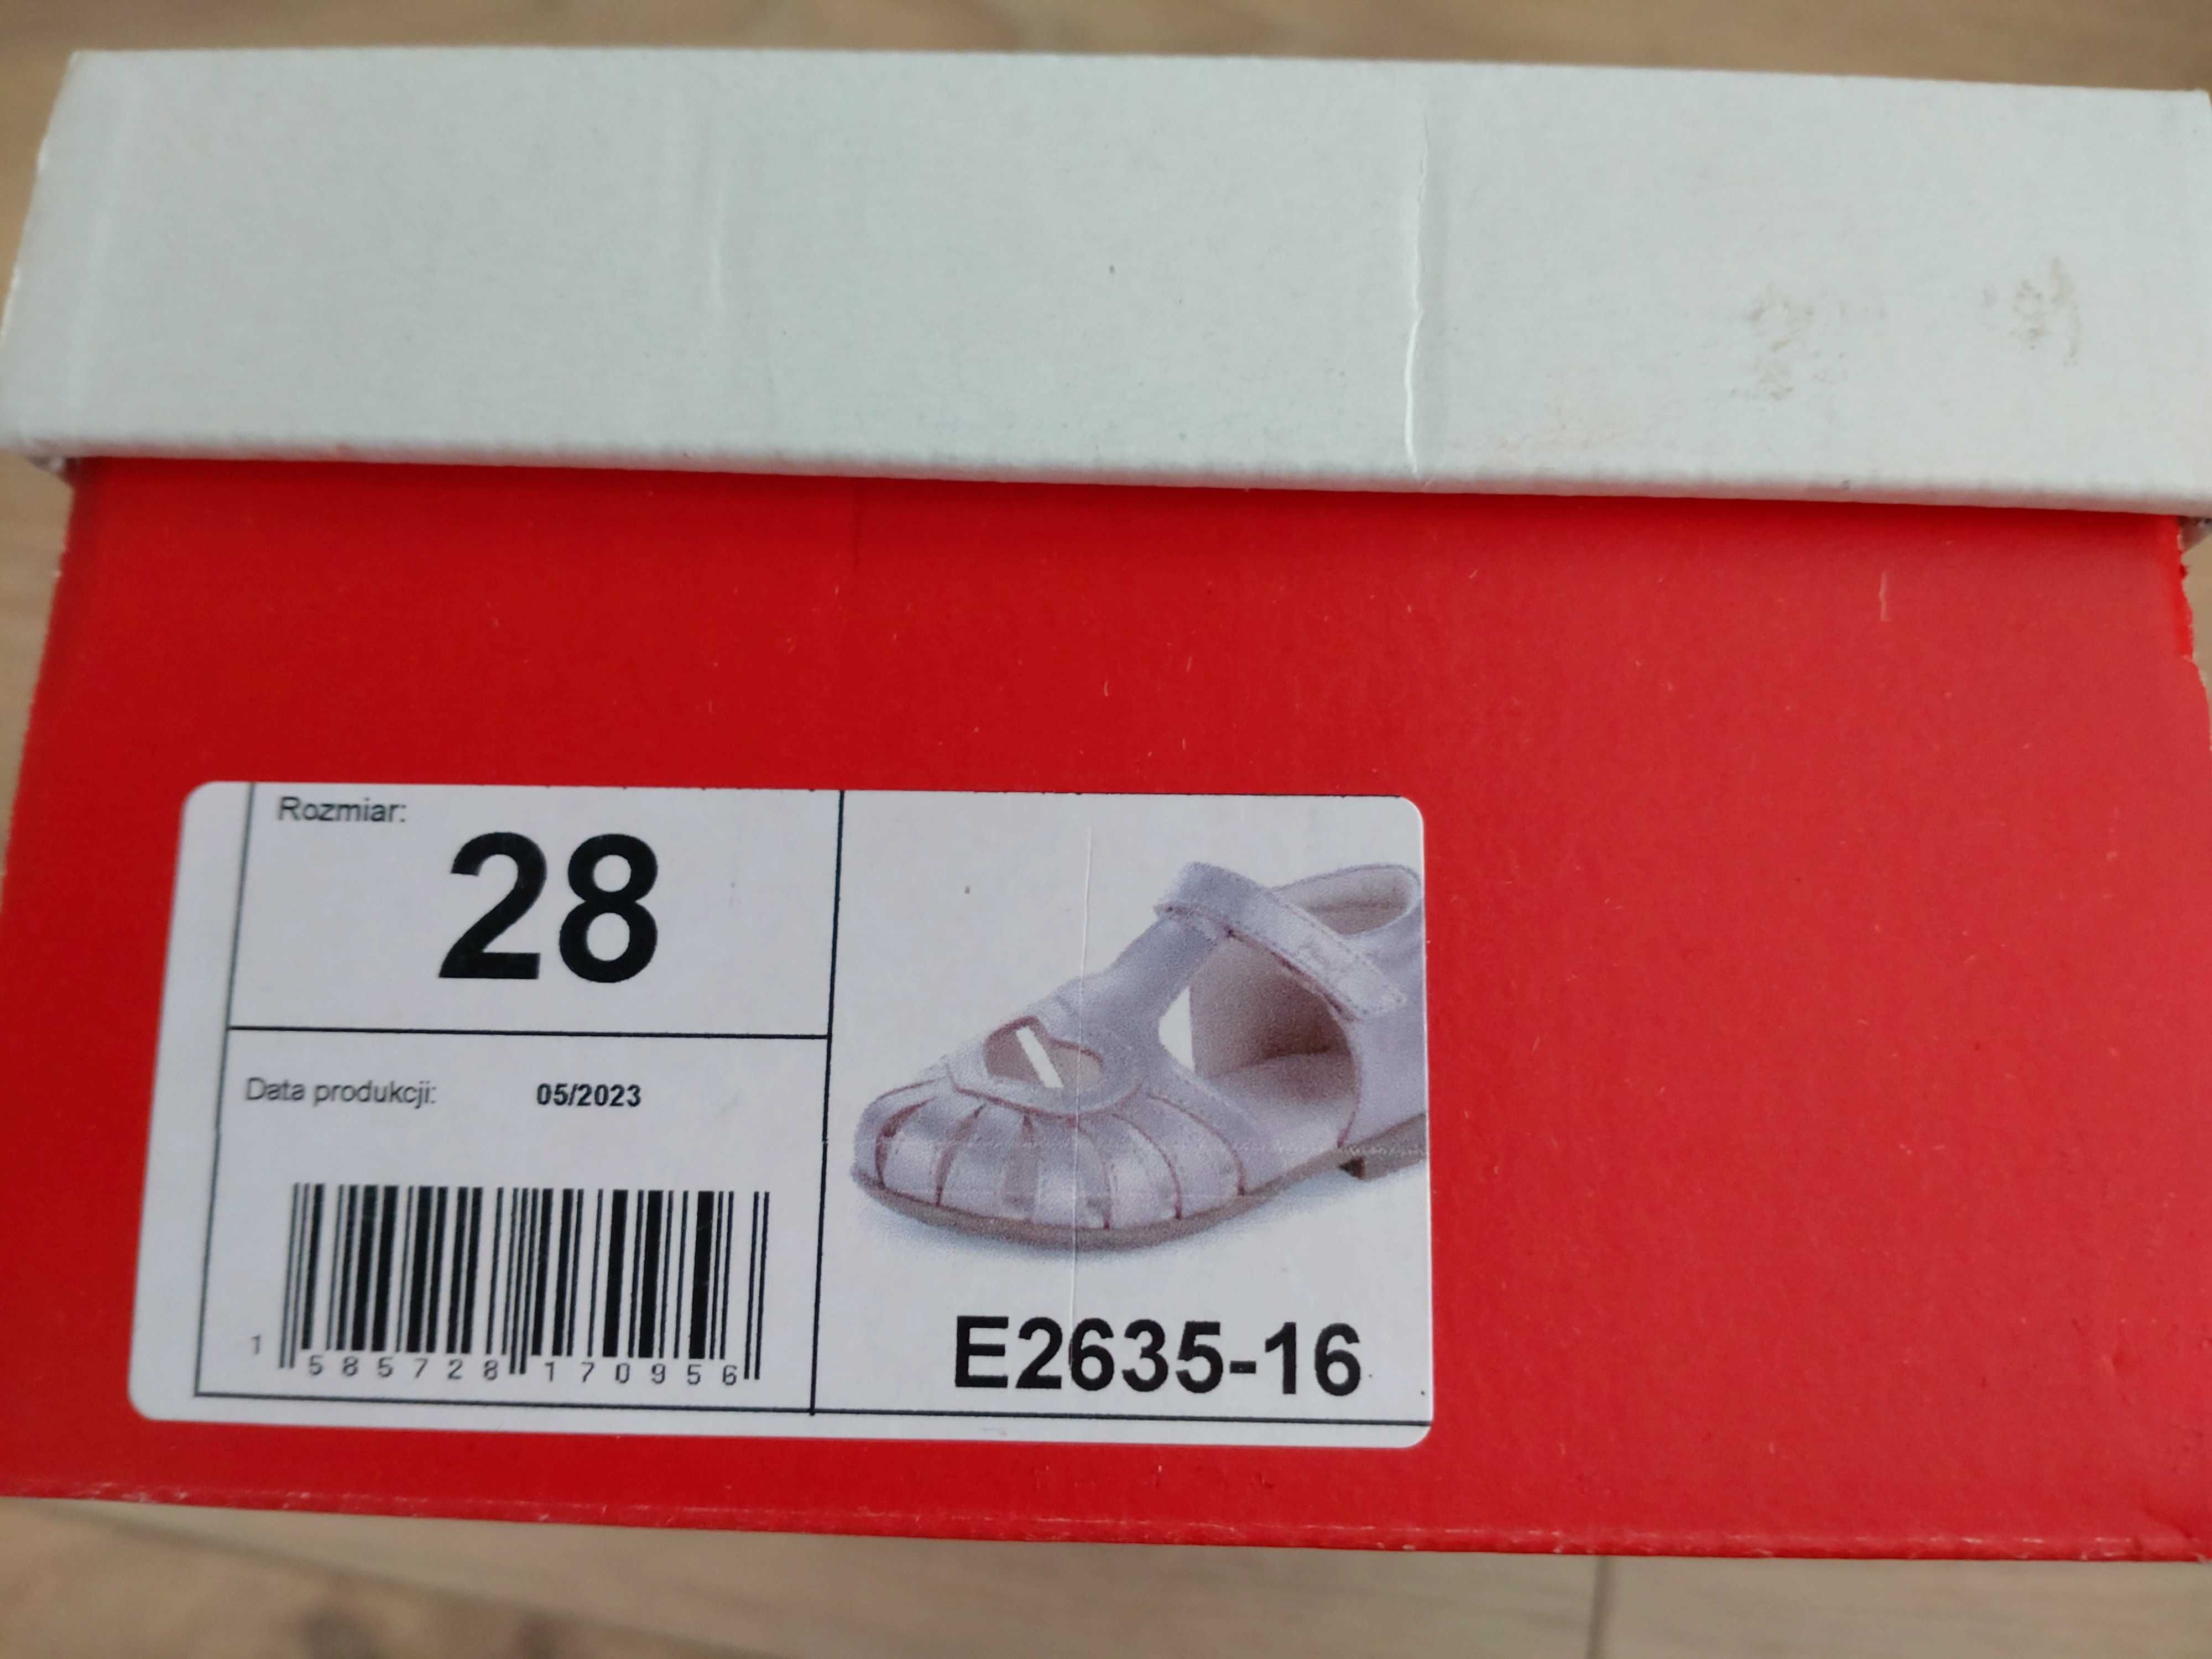 Rozmiar:
28
Data produkcji: 05/2023
1 585728 170956
E2635-16